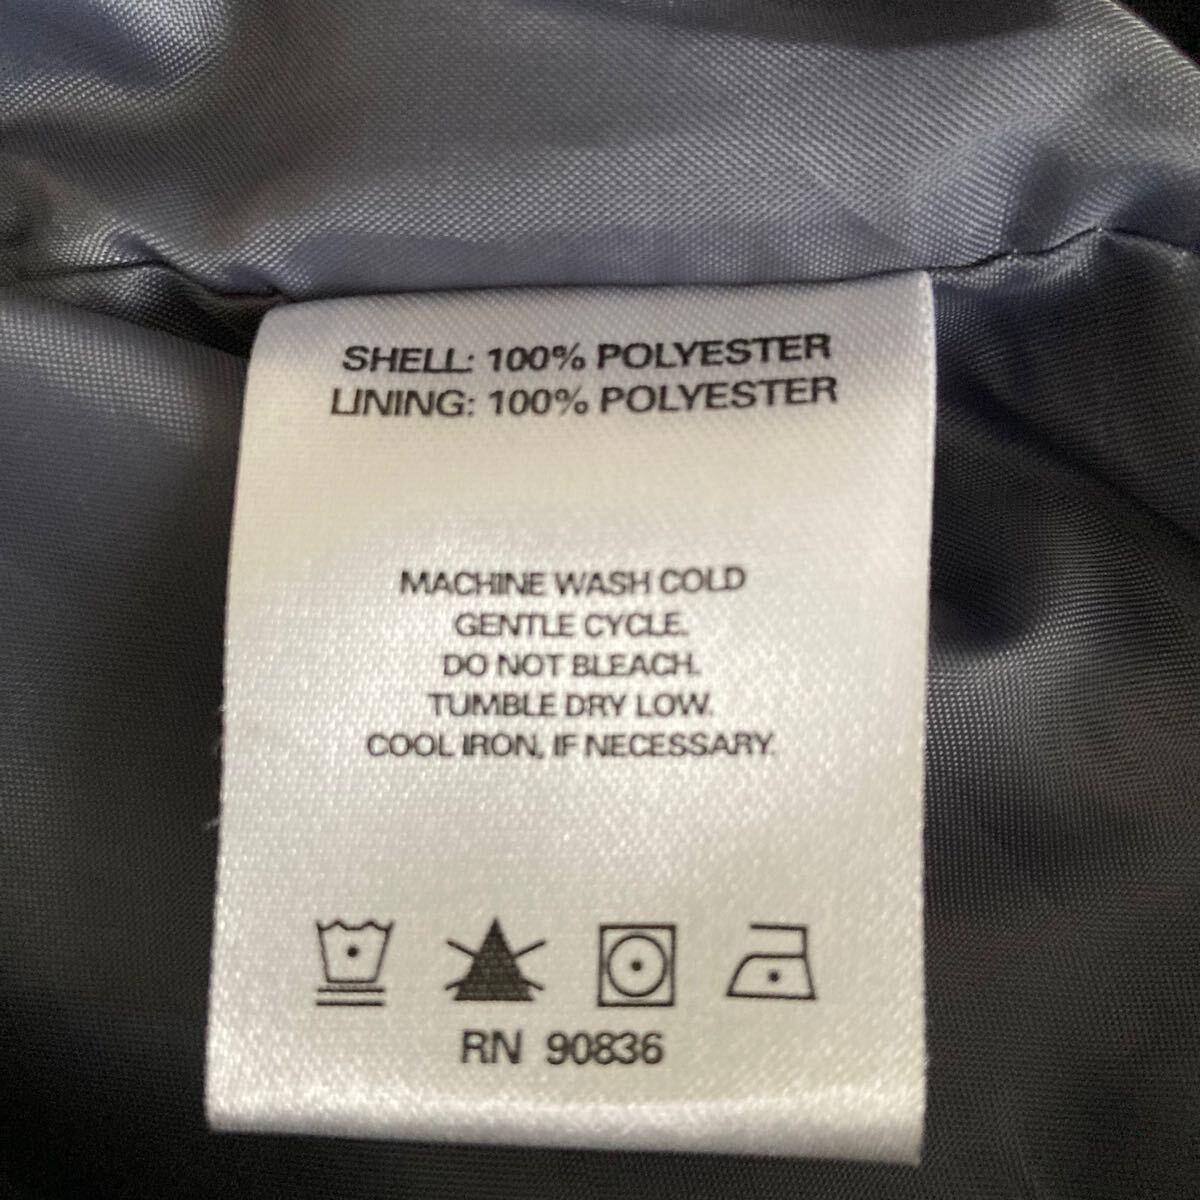 SHELL: 100% POLYESTER
LINING: 100% POLYESTER
MACHINE WASH COLD
GENTLE CYCLE.
DO NOT BLEACH.
TUMBLE DRY LOW.
COOL IRON, IF NECESSARY.
RN 90836